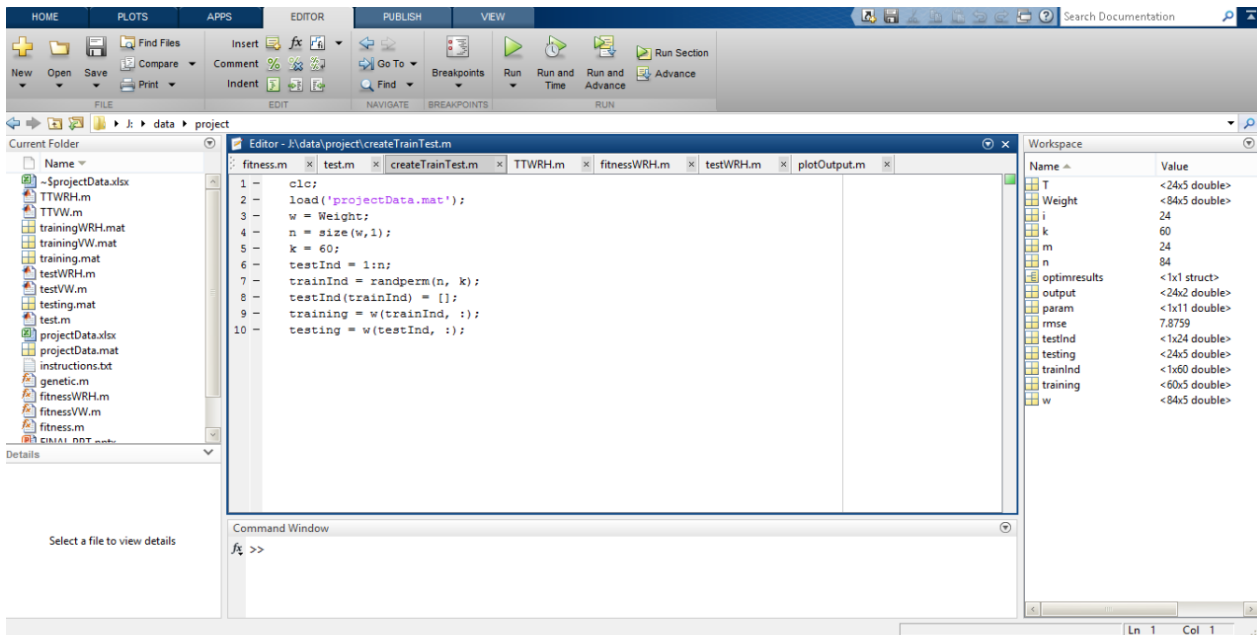 HOME PLOTS APPS EDITOR PUBLISH VIEW Search Documentation
New Open Save Find Files Compare Print
FILE
Insert fx
Comment
Indent
EDIT
Go To
Find
NAVIGATE
Breakpoints
BREAKPOINTS
Run Run and Time Run and Advance Run Section Advance
RUN
J: data project
Current Folder
Name
~$projectData.xlsx
TTWRH.m
TTVW.m
trainingWRH.mat
trainingVW.mat
training.mat
testWRH.m
testVW.m
testing.mat
test.m
projectData.xlsx
projectData.mat
instructions.txt
genetic.m
fitnessWRH.m
fitnessVW.m
fitness.m
FINAL PPT.pptx
Details
Select a file to view details
Editor - J:\data\project\createTrainTest.m
fitness.m × test.m × createTrainTest.m × TTWRH.m × fitnessWRH.m × testWRH.m × plotOutput.m ×
1 – clc;
2 – load('projectData.mat');
3 – w = Weight;
4 – n = size(w,1);
5 – k = 60;
6 – testInd = 1:n;
7 – trainInd = randperm(n, k);
8 – testInd(trainInd) = [];
9 – training = w(trainInd, :);
10 – testing = w(testInd, :);
Command Window
fx >>
Workspace
Name Value
T <24x5 double>
Weight <84x5 double>
i 24
k 60
m 24
n 84
optimresults <1x1 struct>
output <24x2 double>
param <1x11 double>
rmse 7.8759
testInd <1x24 double>
testing <24x5 double>
trainInd <1x60 double>
training <60x5 double>
w <84x5 double>
Ln 1 Col 1